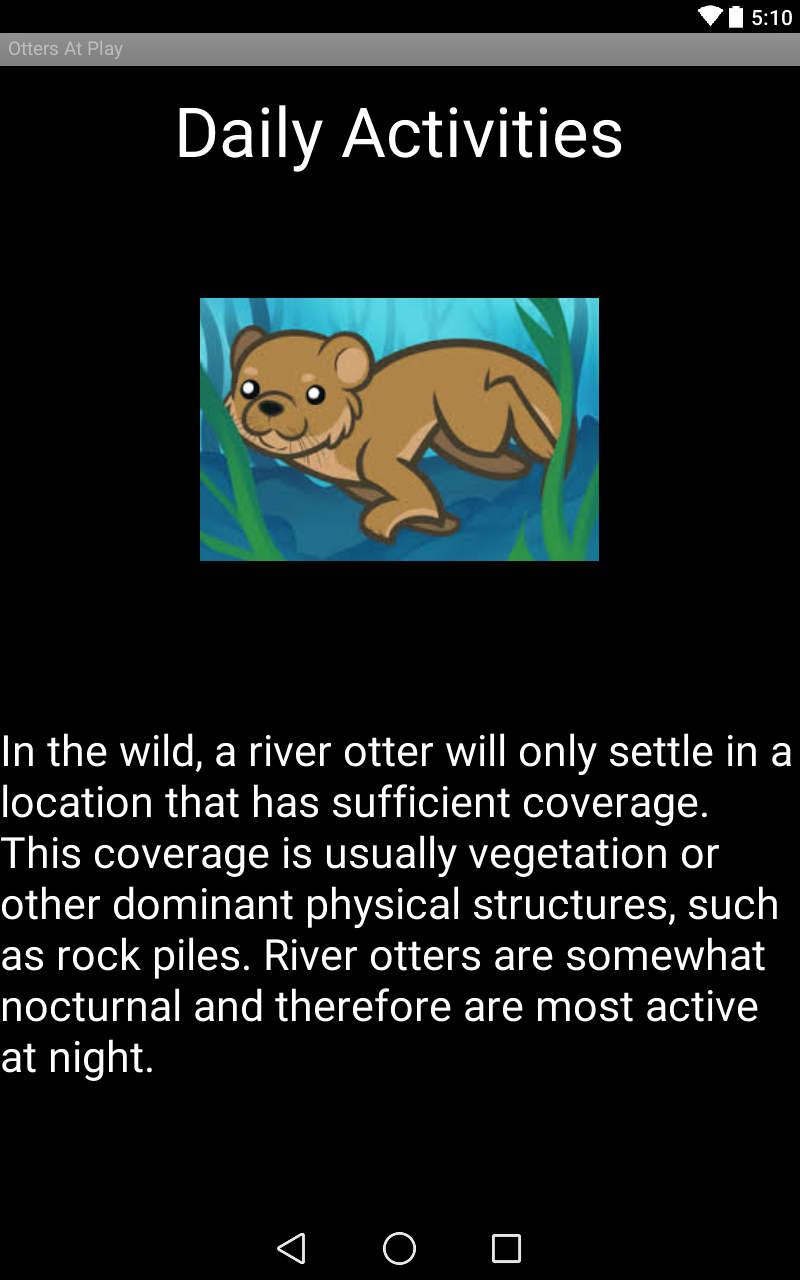 5:10
Otters At Play
Daily Activities
In the wild, a river otter will only settle in a
location that has sufficient coverage.
This coverage is usually vegetation or
other dominant physical structures, such
as rock piles. River otters are somewhat
nocturnal and therefore are most active
at night.